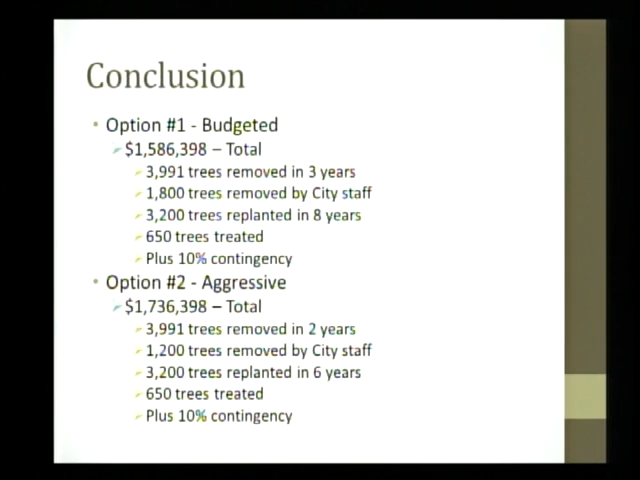 Conclusion
Option #1 - Budgeted
$1,586,398 – Total
3,991 trees removed in 3 years
1,800 trees removed by City staff
3,200 trees replanted in 8 years
650 trees treated
Plus 10% contingency
Option #2 - Aggressive
$1,736,398 – Total
3,991 trees removed in 2 years
1,200 trees removed by City staff
3,200 trees replanted in 6 years
650 trees treated
Plus 10% contingency